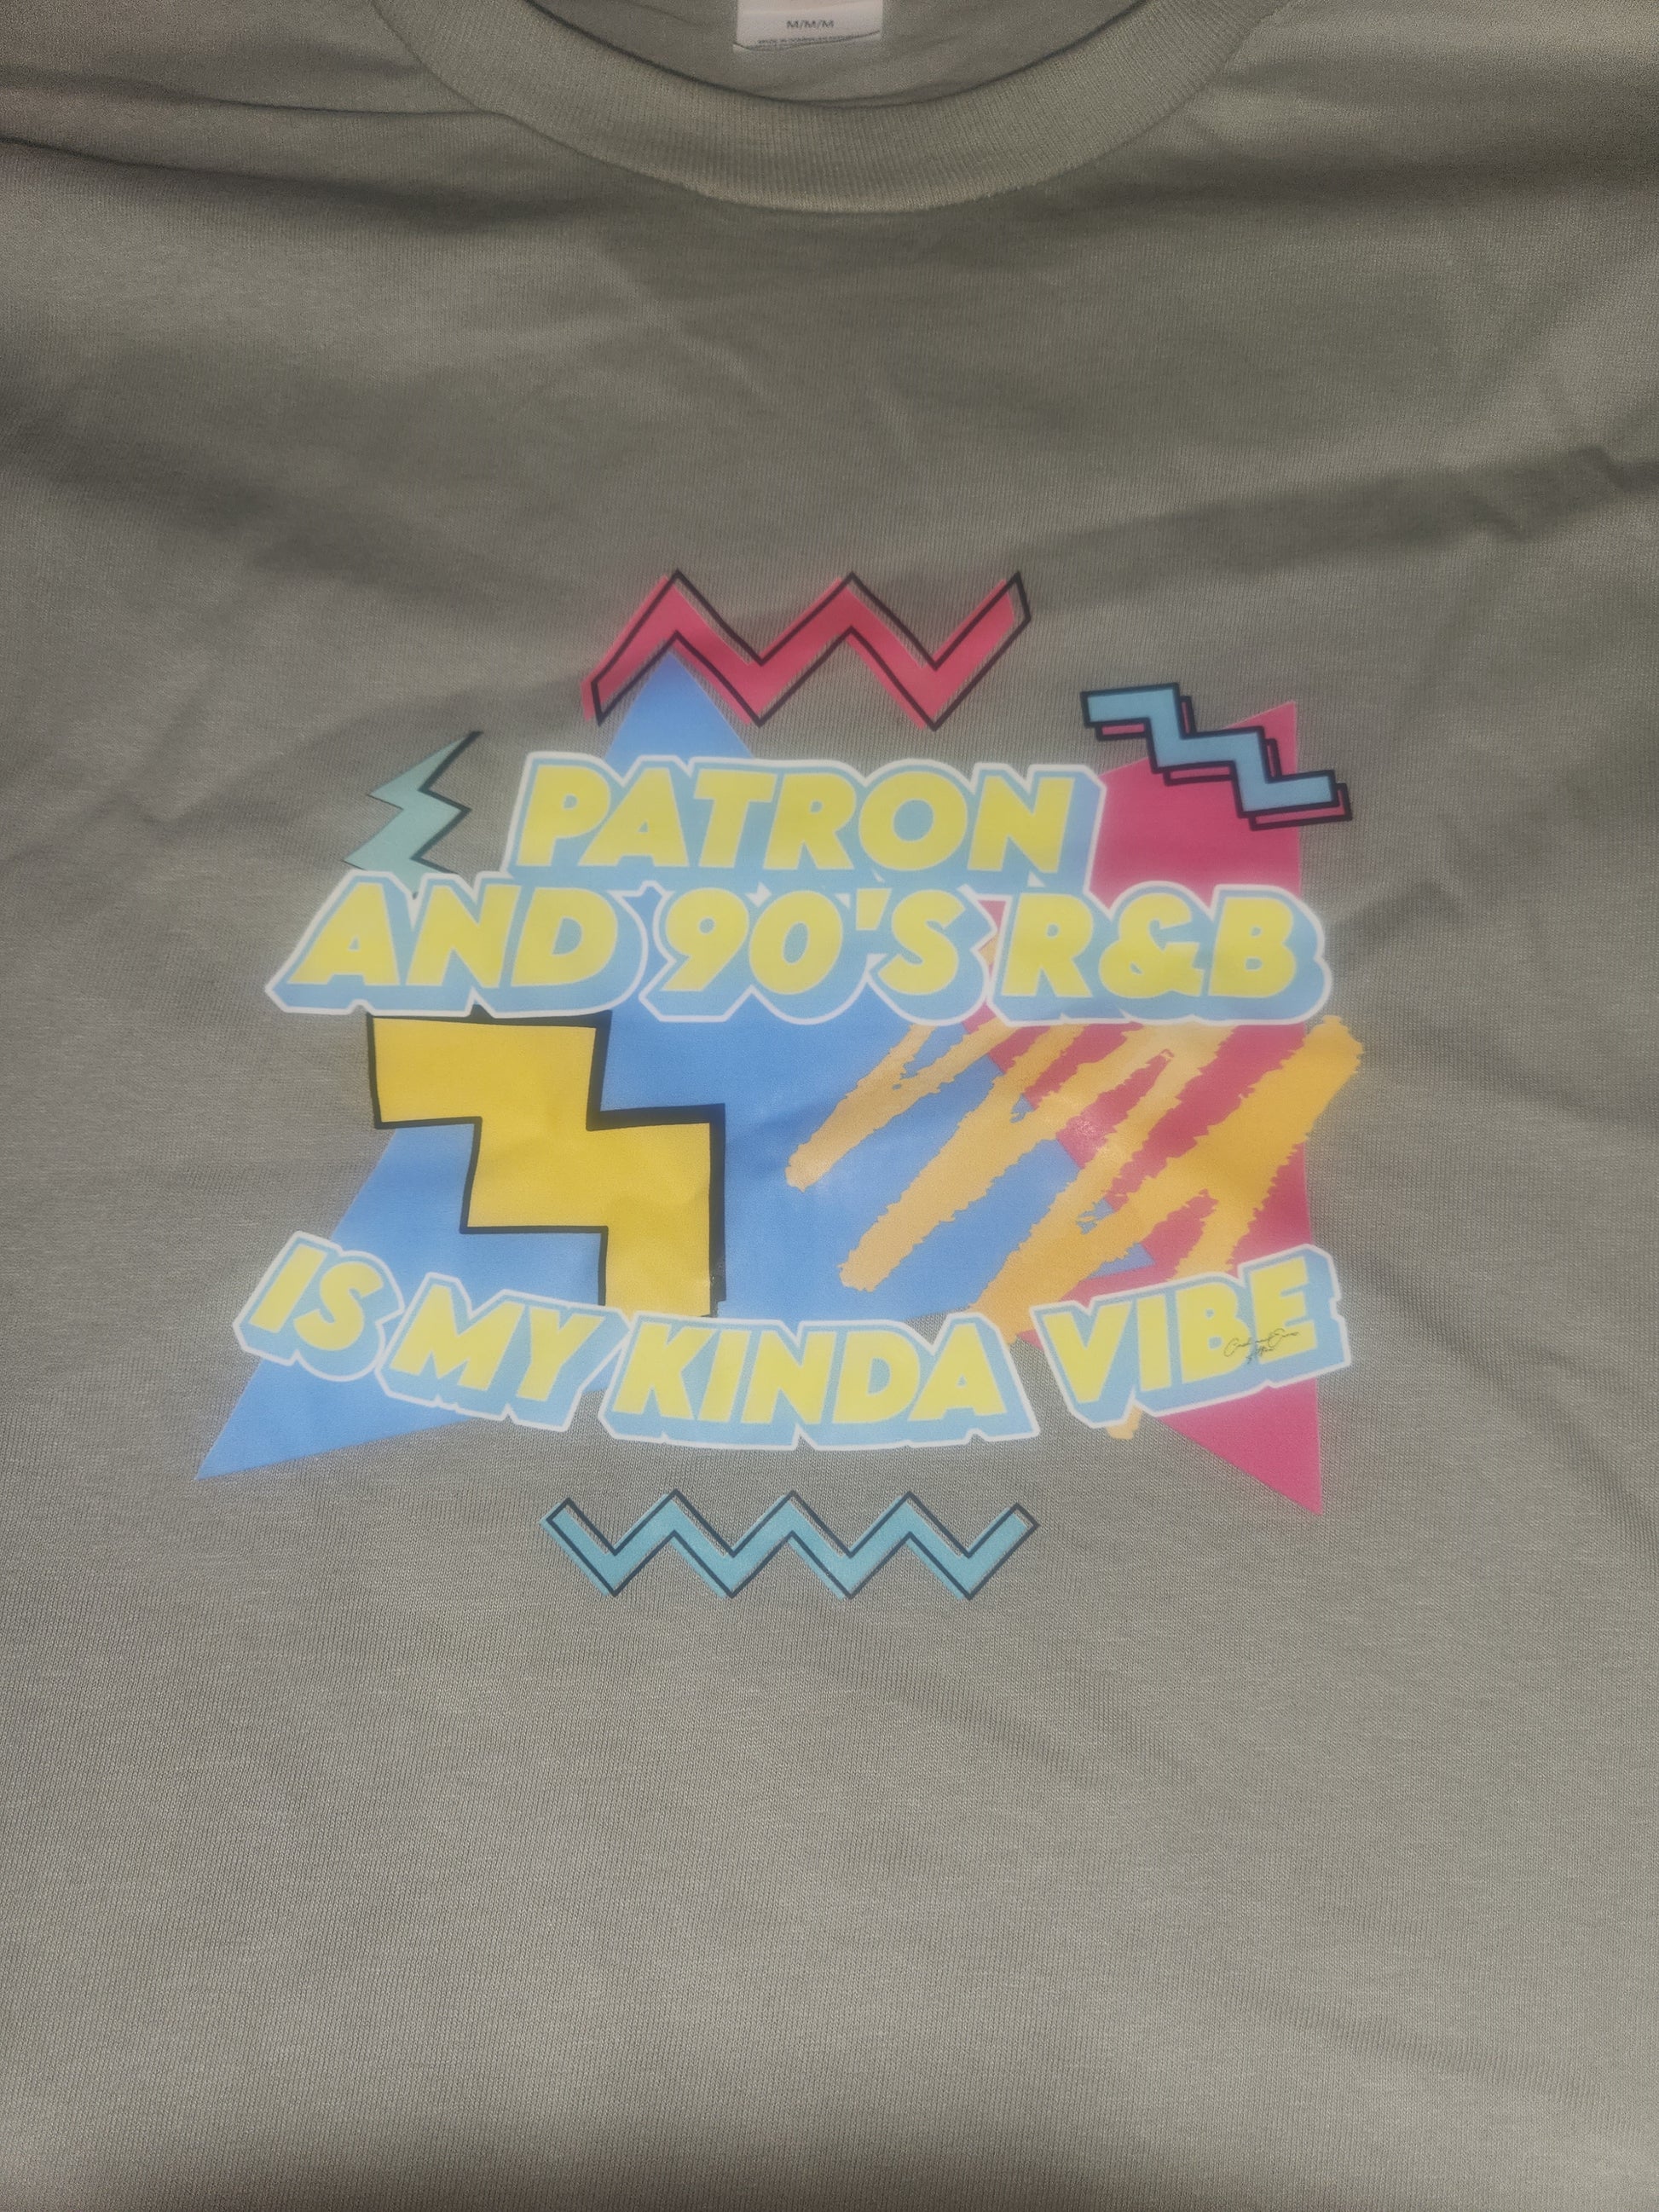 M/M/M
PATRON
AND 90'S R&B
IS MY KINDA VIBE